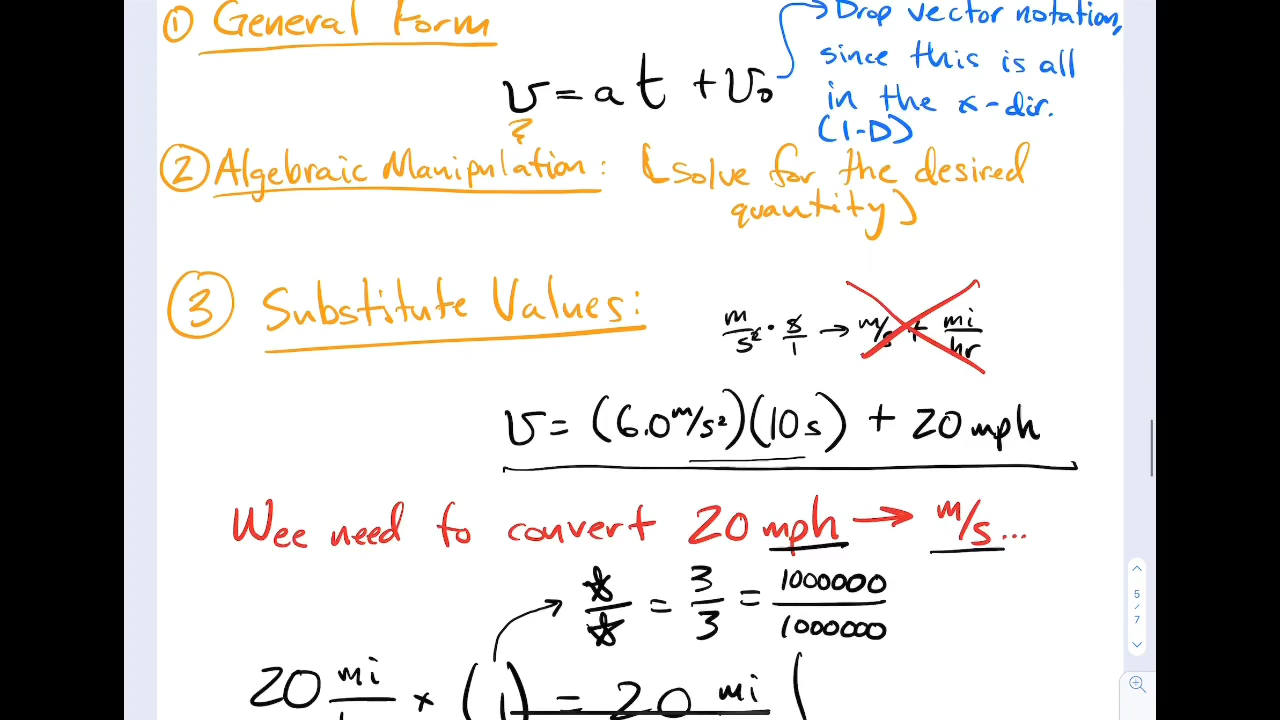 ① General Form
Drop vector notation,
since this is all
in the x-dir.
(1-D)
v = a t + v₀
?
② Algebraic Manipulation: (Solve for the desired
quantity)
③ Substitute Values:
m/s² · s/1 → m/s + mi/hr
v = (6.0 m/s²)(10 s) + 20 mph
Wee need to convert 20 mph → m/s...
☆/☆ = 3/3 = 1000000/1000000
20 mi × (1) = 20 mi (
5
/
7